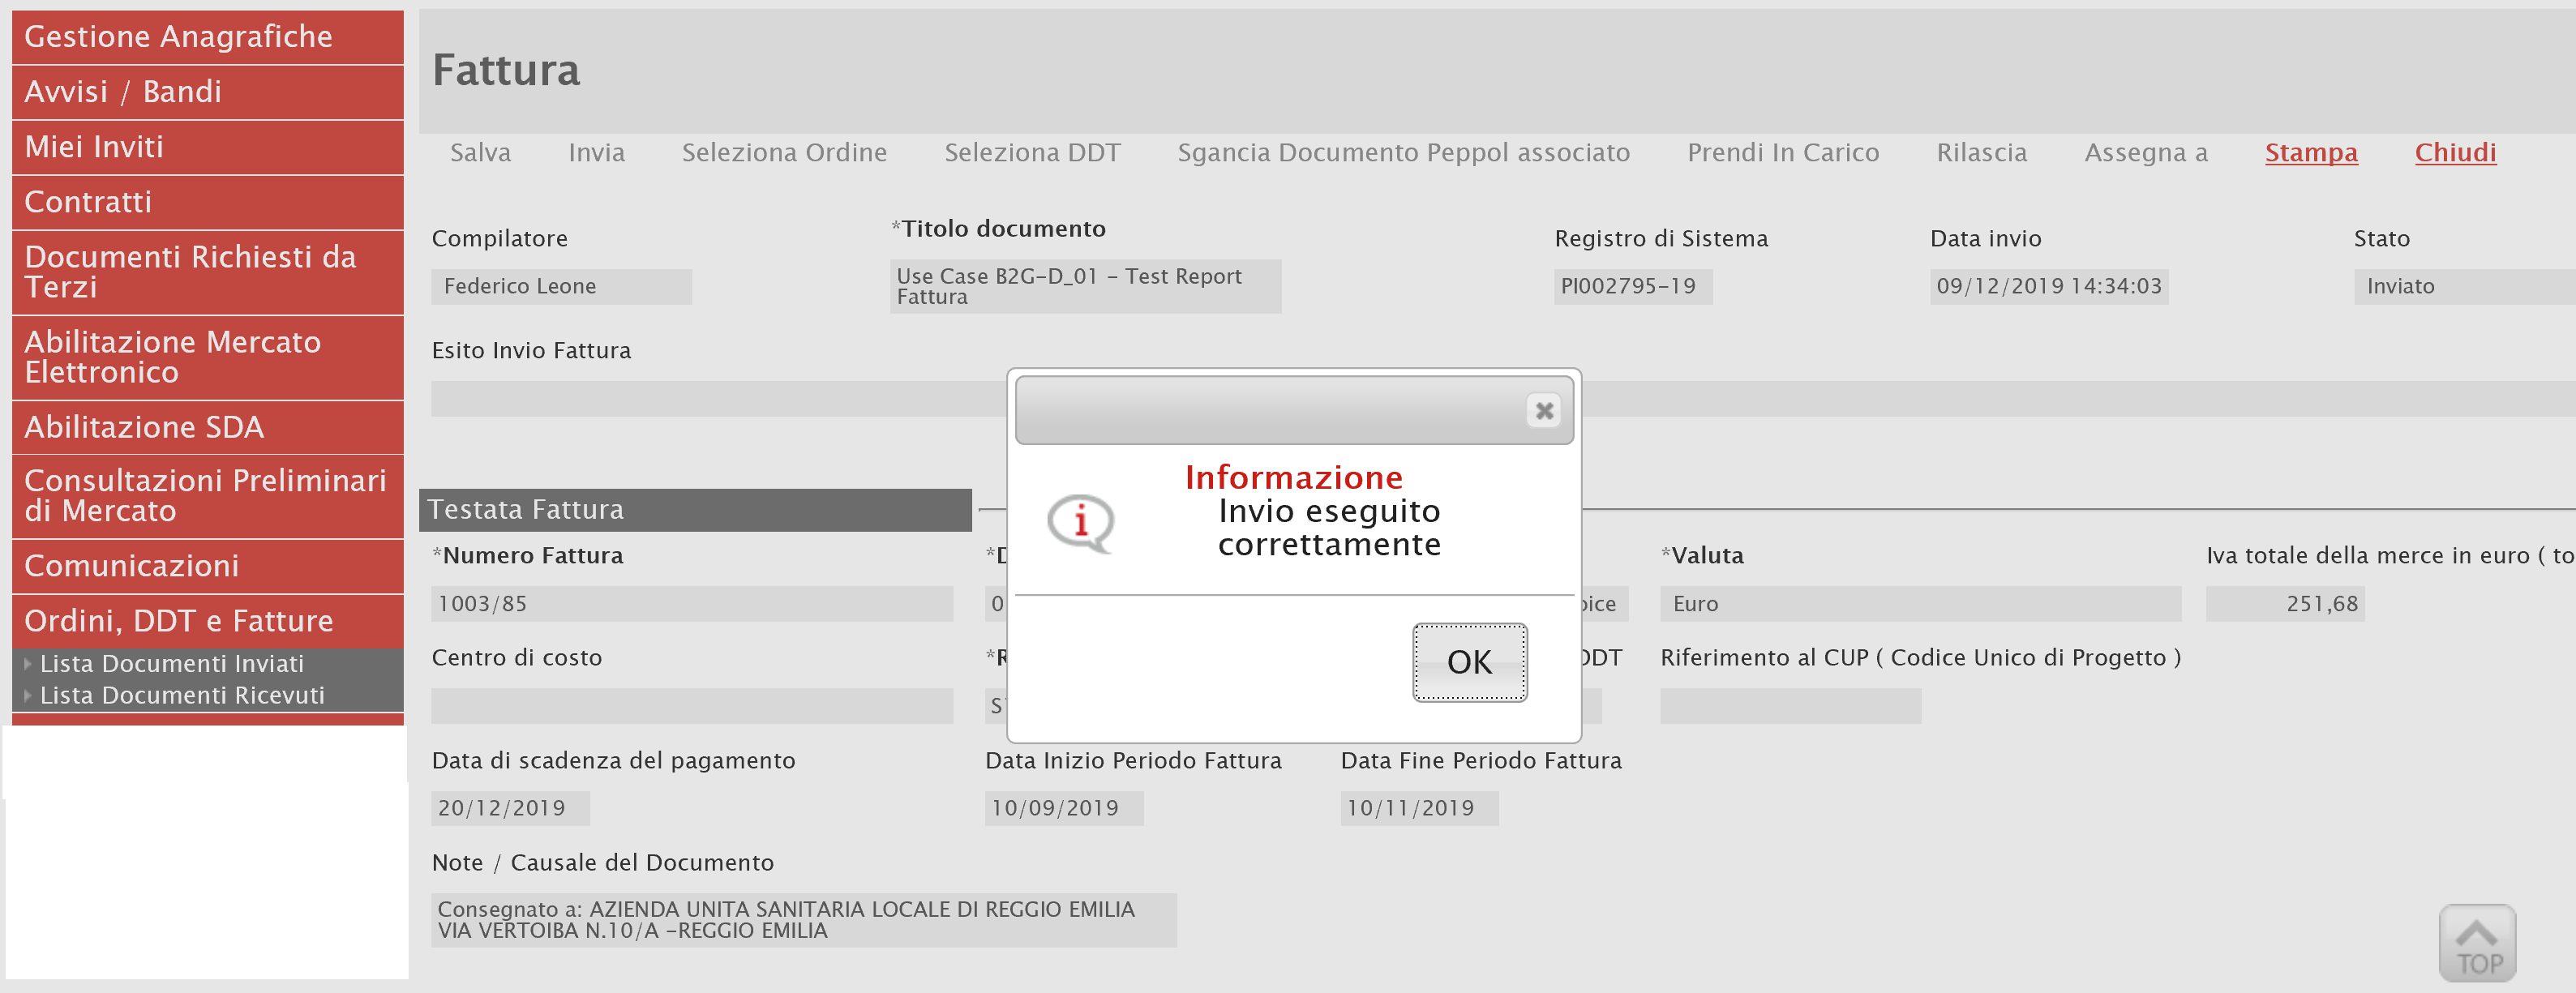 Gestione Anagrafiche
Avvisi / Bandi
Miei Inviti
Contratti
Documenti Richiesti da
Terzi
Abilitazione Mercato
Elettronico
Abilitazione SDA
Consultazioni Preliminari
di Mercato
Comunicazioni
Ordini, DDT e Fatture
Lista Documenti Inviati
Lista Documenti Ricevuti
Fattura
Salva Invia Seleziona Ordine Seleziona DDT Sgancia Documento Peppol associato Prendi In Carico Rilascia Assegna a Stampa Chiudi
Compilatore *Titolo documento Registro di Sistema Data invio Stato
Federico Leone Use Case B2G-D_01 - Test Report PI002795-19 09/12/2019 14:34:03 Inviato
Fattura
Esito Invio Fattura
Informazione
Invio eseguito
correttamente
OK
Testata Fattura
*Numero Fattura *Valuta Iva totale della merce in euro ( to
1003/85 Euro 251,68
Centro di costo DDT Riferimento al CUP ( Codice Unico di Progetto )
Data di scadenza del pagamento Data Inizio Periodo Fattura Data Fine Periodo Fattura
20/12/2019 10/09/2019 10/11/2019
Note / Causale del Documento
Consegnato a: AZIENDA UNITA SANITARIA LOCALE DI REGGIO EMILIA
VIA VERTOIBA N.10/A -REGGIO EMILIA
TOP